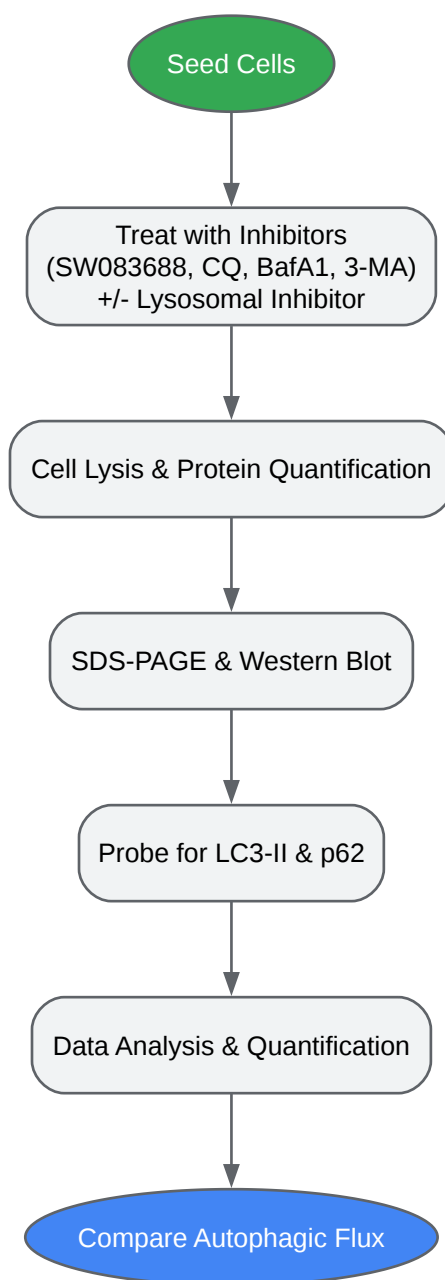 Seed Cells
Treat with Inhibitors
(SW083688, CQ, BafA1, 3-MA)
+/- Lysosomal Inhibitor
Cell Lysis & Protein Quantification
SDS-PAGE & Western Blot
Probe for LC3-II & p62
Data Analysis & Quantification
Compare Autophagic Flux